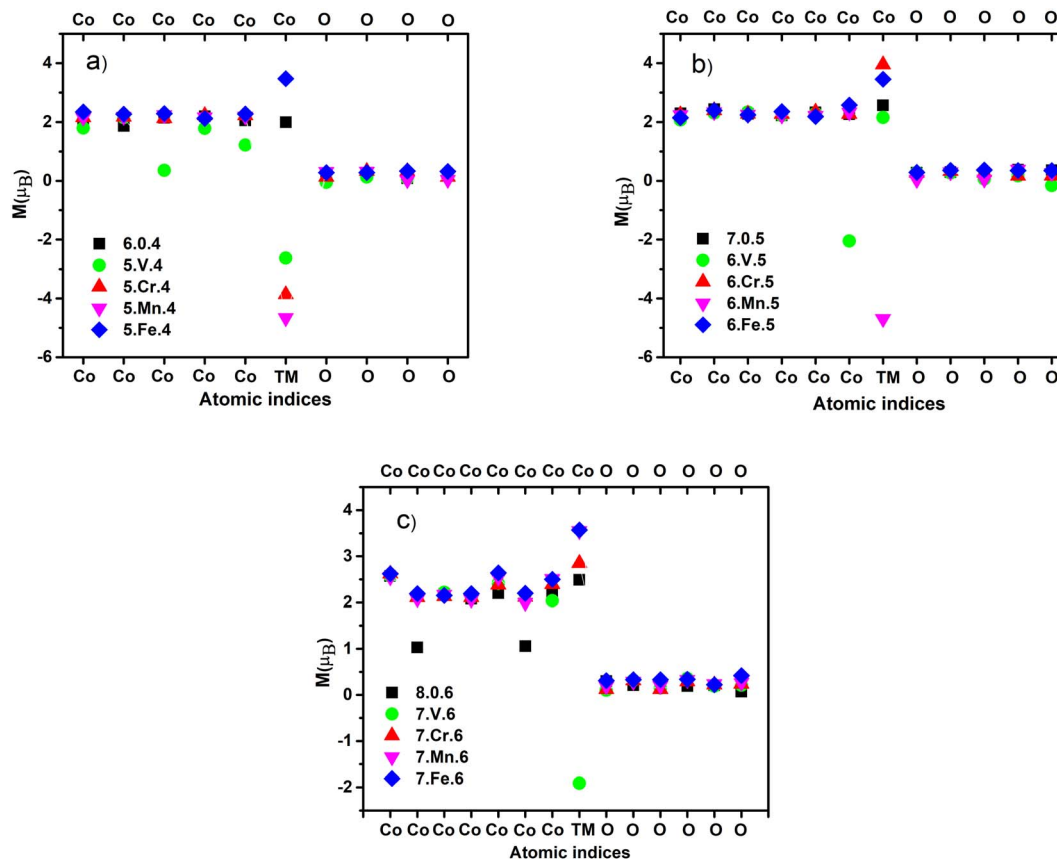 Co Co Co Co Co Co O O O O
a)
M(μB)
4
2
0
-2
-4
-6
6.0.4
5.V.4
5.Cr.4
5.Mn.4
5.Fe.4
Co Co Co Co Co TM O O O O
Atomic indices
Co Co Co Co Co Co Co O O O O O
b)
M(μB)
4
2
0
-2
-4
-6
7.0.5
6.V.5
6.Cr.5
6.Mn.5
6.Fe.5
Co Co Co Co Co Co TM O O O O O
Atomic indices
Co Co Co Co Co Co Co Co O O O O O O
c)
M(μB)
4
3
2
1
0
-1
-2
8.0.6
7.V.6
7.Cr.6
7.Mn.6
7.Fe.6
Co Co Co Co Co Co Co TM O O O O O O
Atomic indices